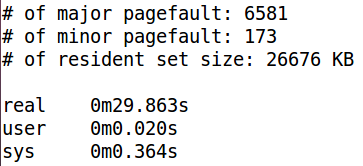 # of major pagefault: 6581
# of minor pagefault: 173
# of resident set size: 26676 KB

real    0m29.863s
user    0m0.020s
sys     0m0.364s